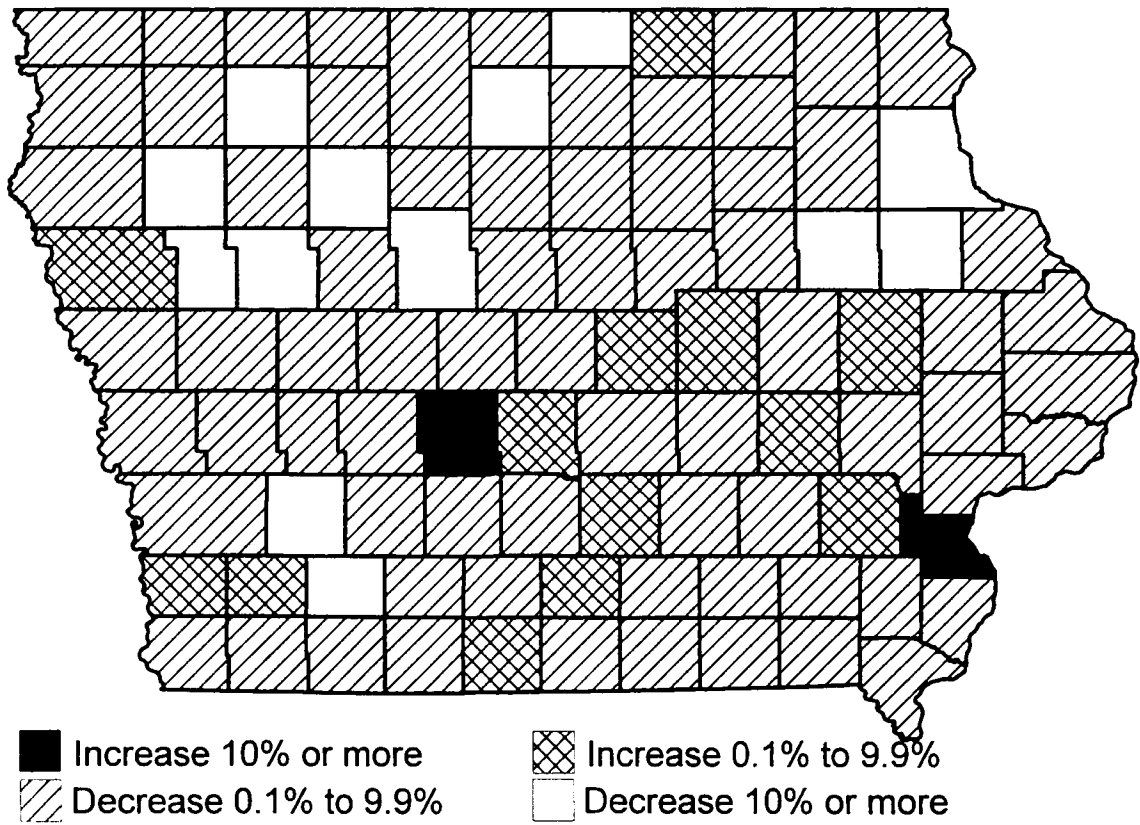 Increase 10% or more Increase 0.1% to 9.9%
Decrease 0.1% to 9.9% Decrease 10% or more